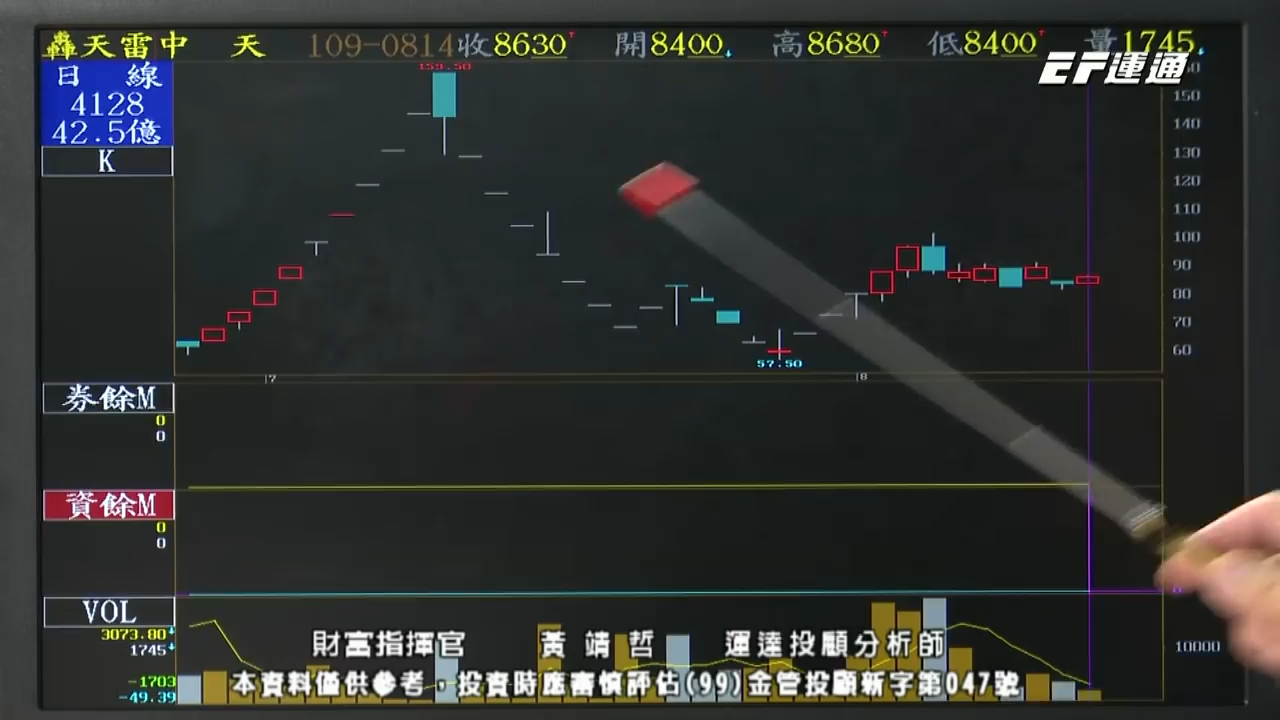 轟天雷中 天 109-0814收8630 開8400 高8680 低8400 量1745
EF運通
日 線
4128
42.5億
K
159.50
150
140
130
120
110
100
90
80
70
60
57.50
7
8
券餘M
0
0
資餘M
0
0
0
VOL
3073.80
1745
-1703
-49.39
10000
財富指揮官 黃靖哲 運達投顧分析師
本資料僅供參考，投資時應審慎評估(99)金管投顧新字第047號